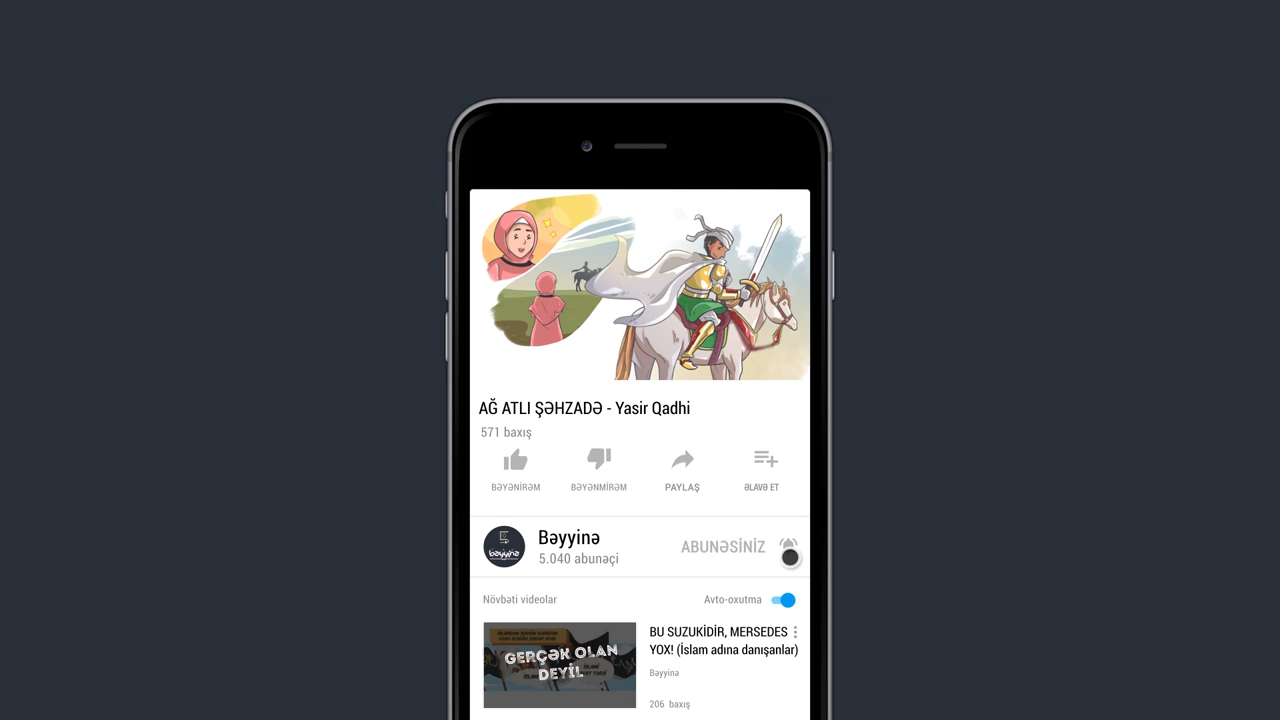 AĞ ATLI ŞƏHZADƏ - Yasir Qadhi
571 baxış
BƏYƏNİRƏM
BƏYƏNMİRƏM
PAYLAŞ
ƏLAVƏ ET
bəyyinə
Bəyyinə
5.040 abunəçi
ABUNƏSİNİZ
Növbəti videolar
Avto-oxutma
GERÇƏK OLAN
DEYİL
BU SUZUKİDİR, MERSEDES
YOX! (İslam adına danışanlar)
Bəyyinə
206 baxış